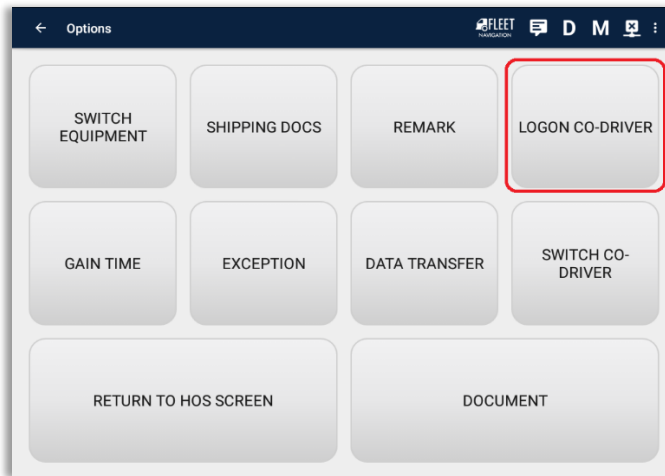 ← Options
FLEET
NAVIGATION
D M
SWITCH
EQUIPMENT
SHIPPING DOCS
REMARK
LOGON CO-DRIVER
GAIN TIME
EXCEPTION
DATA TRANSFER
SWITCH CO-
DRIVER
RETURN TO HOS SCREEN
DOCUMENT